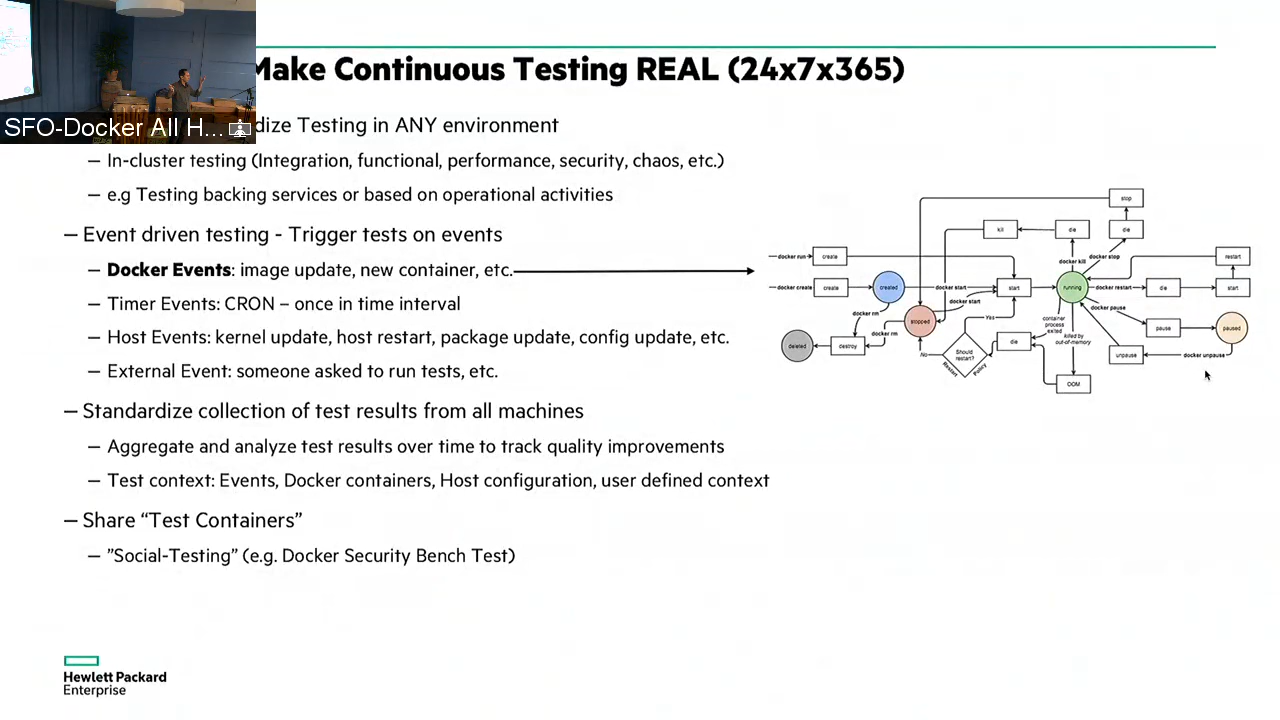 Make Continuous Testing REAL (24x7x365)
SFO-Docker All H...
dize Testing in ANY environment
– In-cluster testing (Integration, functional, performance, security, chaos, etc.)
– e.g Testing backing services or based on operational activities
– Event driven testing - Trigger tests on events
– Docker Events: image update, new container, etc.
– Timer Events: CRON – once in time interval
– Host Events: kernel update, host restart, package update, config update, etc.
– External Event: someone asked to run tests, etc.
– Standardize collection of test results from all machines
– Aggregate and analyze test results over time to track quality improvements
– Test context: Events, Docker containers, Host configuration, user defined context
– Share “Test Containers”
– ”Social-Testing” (e.g. Docker Security Bench Test)
stop
kill
die
die
docker run
create
docker kill
docker stop
restart
docker create
create
created
docker start
start
running
docker restart
die
start
docker start
docker rm
stopped
docker rm
Yes
container
process
exited
docker pause
pause
paused
deleted
destroy
No
Should
restart?
Restart
Policy
die
killed by
out-of-memory
unpause
docker unpause
OOM
Hewlett Packard
Enterprise